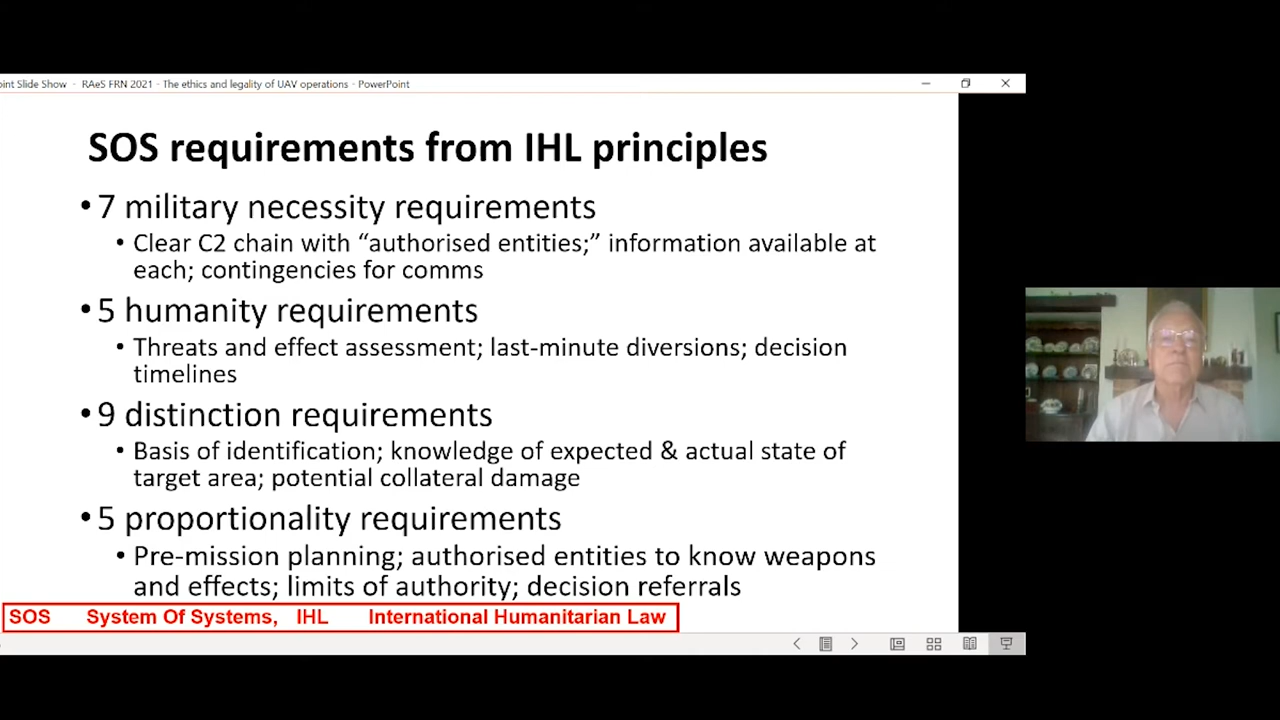 oint Slide Show - RAeS FRN 2021 - The ethics and legality of UAV operations - PowerPoint
SOS requirements from IHL principles
• 7 military necessity requirements
• Clear C2 chain with “authorised entities;” information available at
each; contingencies for comms
• 5 humanity requirements
• Threats and effect assessment; last-minute diversions; decision
timelines
• 9 distinction requirements
• Basis of identification; knowledge of expected & actual state of
target area; potential collateral damage
• 5 proportionality requirements
• Pre-mission planning; authorised entities to know weapons
and effects; limits of authority; decision referrals
SOS System Of Systems, IHL International Humanitarian Law